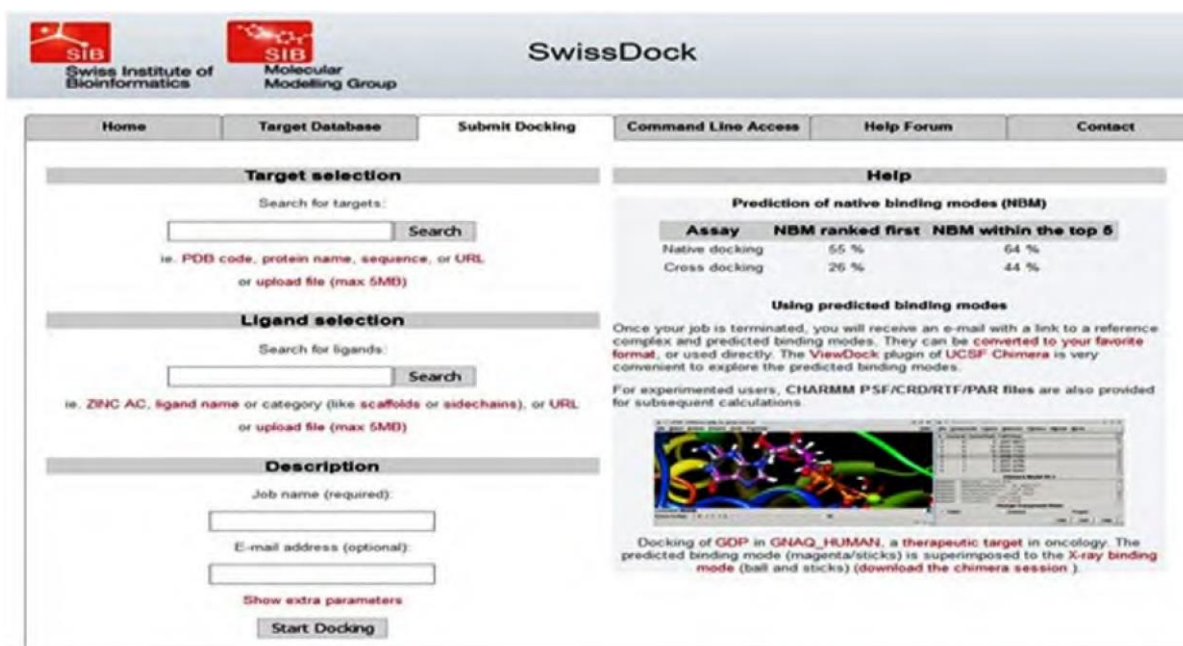 SIB
Swiss Institute of
Bioinformatics
SIB
Molecular
Modelling Group
SwissDock
Home
Target Database
Submit Docking
Command Line Access
Help Forum
Contact
Target selection
Search for targets:
Search
ie. PDB code, protein name, sequence, or URL
or upload file (max 5MB)
Ligand selection
Search for ligands:
Search
ie. ZINC AC, ligand name or category (like scaffolds or sidechains), or URL
or upload file (max 5MB)
Description
Job name (required):
E-mail address (optional):
Show extra parameters
Start Docking
Help
Prediction of native binding modes (NBM)
Assay NBM ranked first NBM within the top 5
Native docking 55 % 64 %
Cross docking 26 % 44 %
Using predicted binding modes
Once your job is terminated, you will receive an e-mail with a link to a reference
complex and predicted binding modes. They can be converted to your favorite
format, or used directly. The ViewDock plugin of UCSF Chimera is very
convenient to explore the predicted binding modes.
For experimented users, CHARMM PSF/CRD/RTF/PAR files are also provided
for subsequent calculations.
Docking of GDP in GNAQ_HUMAN, a therapeutic target in oncology. The
predicted binding mode (magenta/sticks) is superimposed to the X-ray binding
mode (ball and sticks) (download the chimera session ).